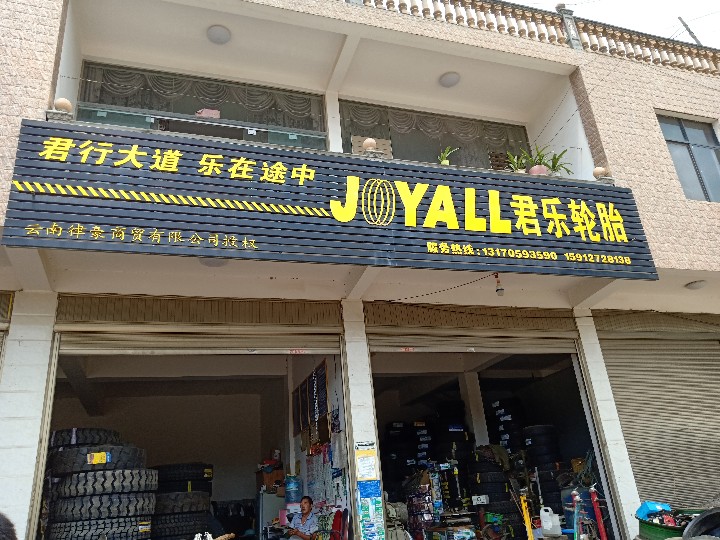 君行大道 乐在途中
JOYALL君乐轮胎
云南律豪商贸有限公司授权
服务热线:13170593590 15912728138